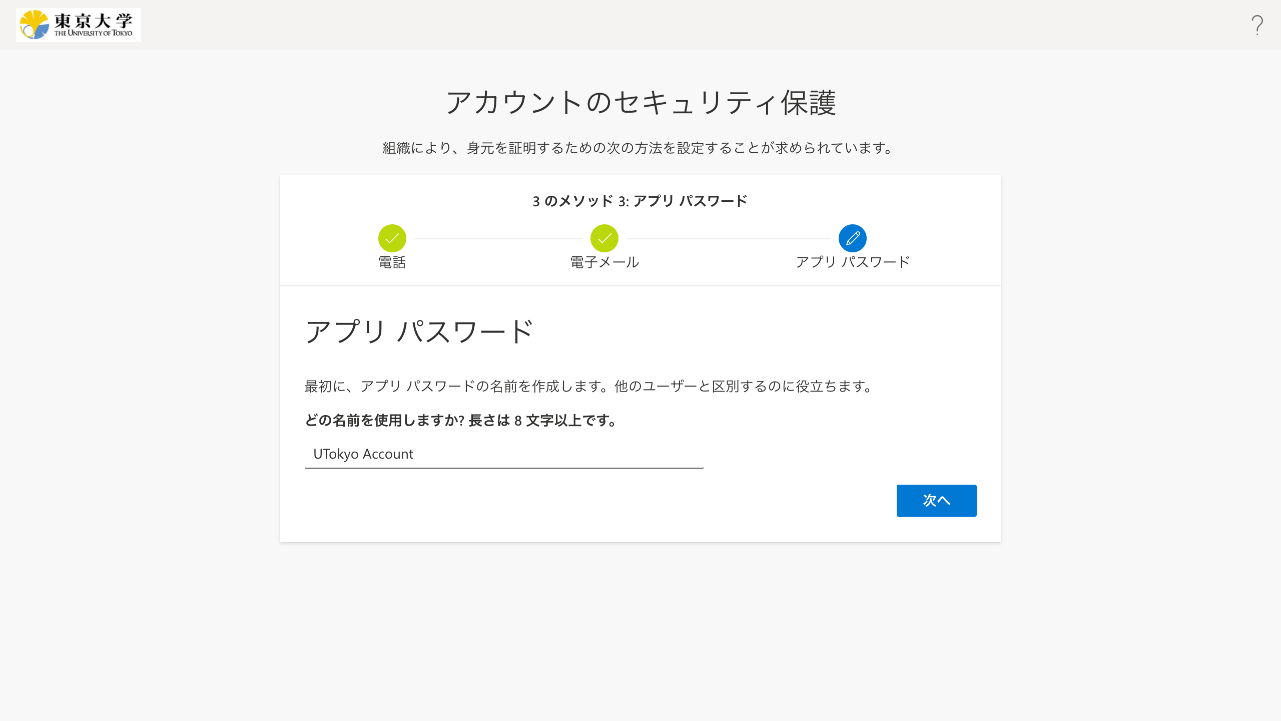 東京大学
THE UNIVERSITY OF TOKYO
?
アカウントのセキュリティ保護
組織により、身元を証明するための次の方法を設定することが求められています。
3 のメソッド 3: アプリ パスワード
電話
電子メール
アプリ パスワード
アプリ パスワード
最初に、アプリ パスワードの名前を作成します。他のユーザーと区別するのに役立ちます。
どの名前を使用しますか? 長さは 8 文字以上です。
UTokyo Account
次へ